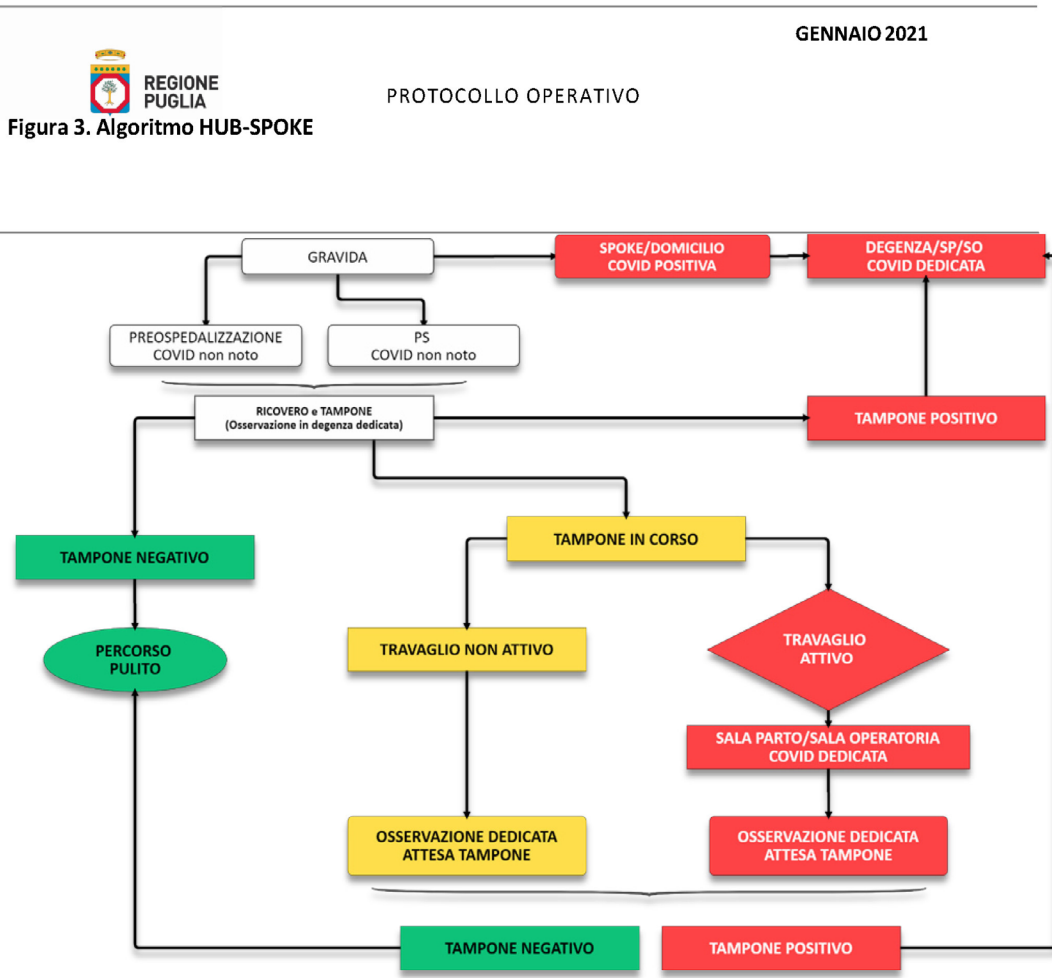 GENNAIO 2021
REGIONE
PUGLIA
PROTOCOLLO OPERATIVO
Figura 3. Algoritmo HUB-SPOKE
GRAVIDA
SPOKE/DOMICILIO
COVID POSITIVA
DEGENZA/SP/SO
COVID DEDICATA
PREOSPEDALIZZAZIONE
COVID non noto
PS
COVID non noto
RICOVERO e TAMPONE
(Osservazione in degenza dedicata)
TAMPONE POSITIVO
TAMPONE IN CORSO
TAMPONE NEGATIVO
PERCORSO
PULITO
TRAVAGLIO NON ATTIVO
TRAVAGLIO
ATTIVO
SALA PARTO/SALA OPERATORIA
COVID DEDICATA
OSSERVAZIONE DEDICATA
ATTESA TAMPONE
OSSERVAZIONE DEDICATA
ATTESA TAMPONE
TAMPONE NEGATIVO
TAMPONE POSITIVO